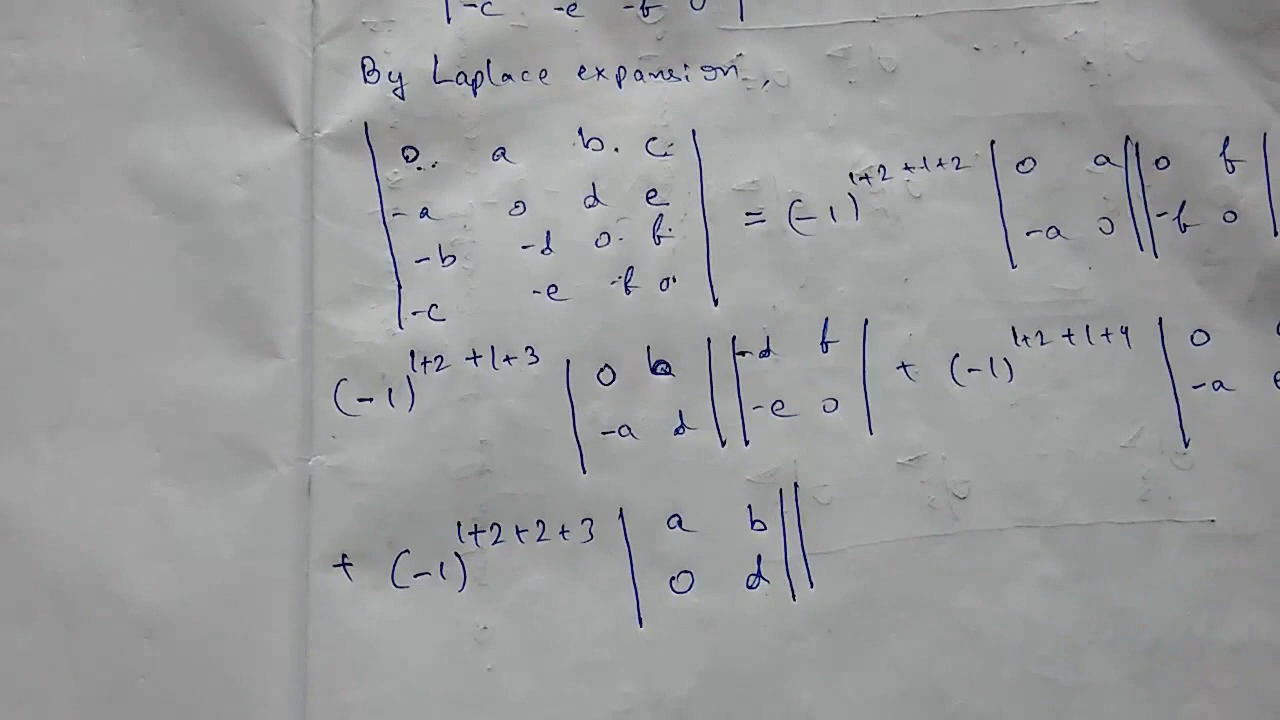 -c -e -f 0
By Laplace expansion,
| 0 a b c |
| -a 0 d e | = (-1)^{1+2+1+2} | 0 a | | 0 f |
| -b -d 0 f | | -a 0 | | -f 0 |
| -c -e -f 0 |
(-1)^{1+2+1+3} | 0 b | | -d f | + (-1)^{1+2+1+4} | 0
| -a d | | -e 0 | | -a
+ (-1)^{1+2+2+3} | a b | |
| 0 d | |